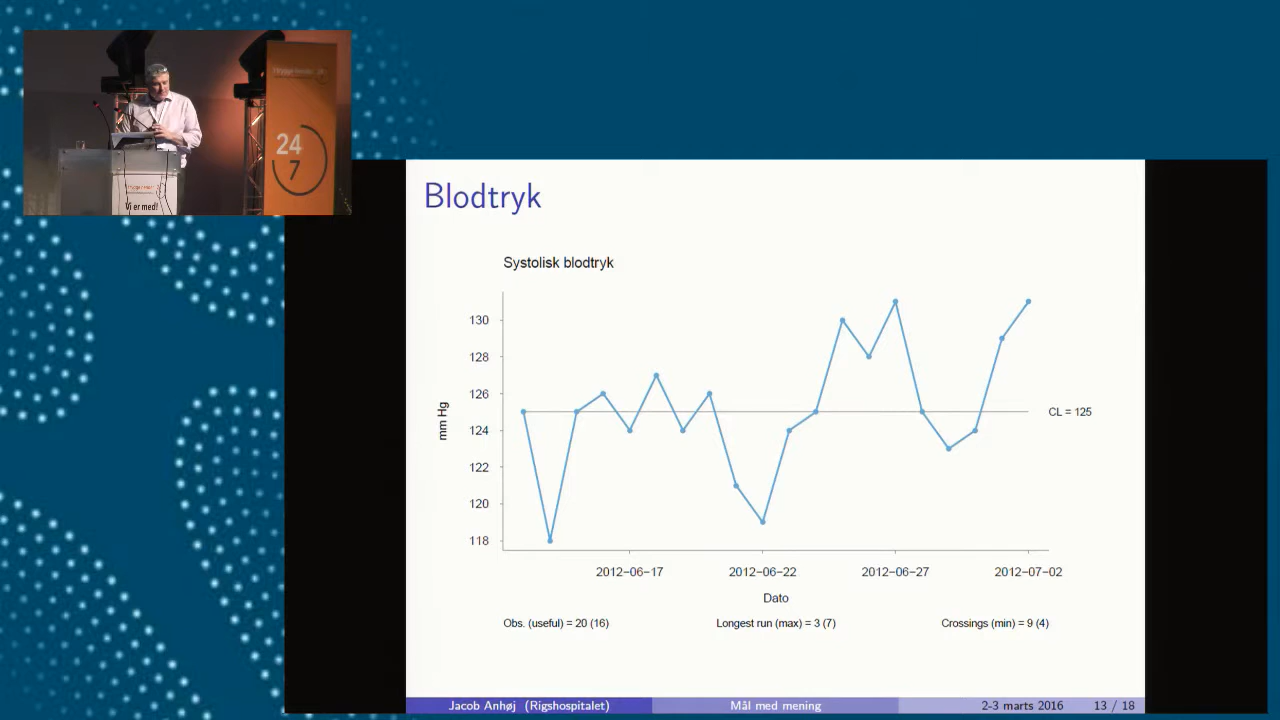 24
7
Vi er med!
Blodtryk
Systolisk blodtryk
130
128
126
124
122
120
118
mm Hg
CL = 125
2012−06−17
2012−06−22
2012−06−27
2012−07−02
Dato
Obs. (useful) = 20 (16)
Longest run (max) = 3 (7)
Crossings (min) = 9 (4)
Jacob Anhøj (Rigshospitalet)
Mål med mening
2-3 marts 2016
13 / 18